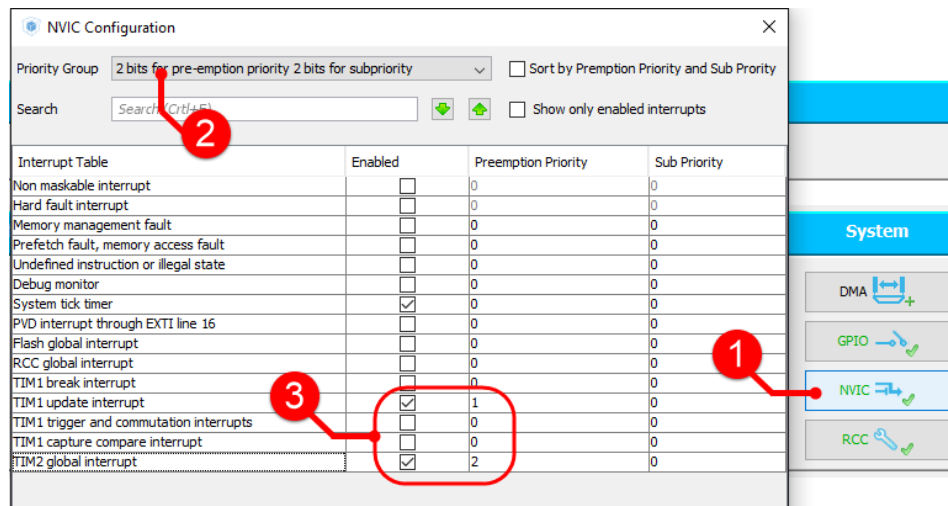 NVIC Configuration
Priority Group 2 bits for pre-emption priority 2 bits for subpriority Sort by Premption Priority and Sub Prority
Search Search (Crtl+F) Show only enabled interrupts
2
Interrupt Table Enabled Preemption Priority Sub Priority
Non maskable interrupt 0 0
Hard fault interrupt 0 0
Memory management fault 0 0
Prefetch fault, memory access fault 0 0
Undefined instruction or illegal state 0 0
Debug monitor 0 0
System tick timer 0 0
PVD interrupt through EXTI line 16 0 0
Flash global interrupt 0 0
RCC global interrupt 0 0
TIM1 break interrupt 0 0
TIM1 update interrupt 1 0
TIM1 trigger and commutation interrupts 0 0
TIM1 capture compare interrupt 0 0
TIM2 global interrupt 2 0
3
System
DMA
GPIO
1
NVIC
RCC